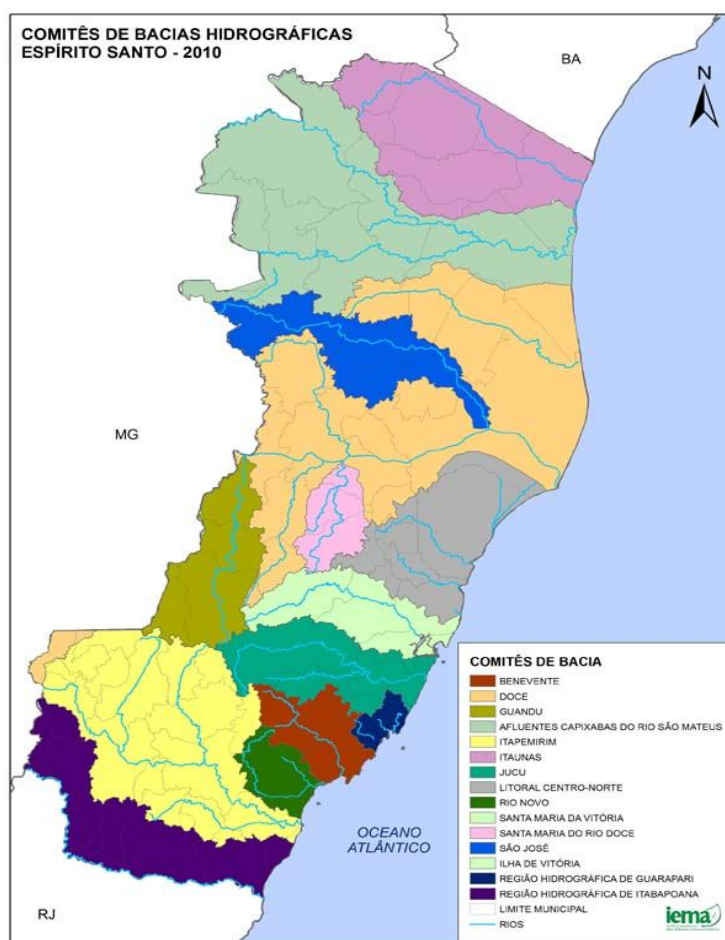 COMITÊS DE BACIAS HIDROGRÁFICAS
ESPÍRITO SANTO - 2010
BA
N
MG
RJ
OCEANO
ATLÂNTICO
COMITÊS DE BACIA
BENEVENTE
DOCE
GUANDU
AFLUENTES CAPIXABAS DO RIO SÃO MATEUS
ITAPEMIRIM
ITAUNAS
JUCU
LITORAL CENTRO-NORTE
RIO NOVO
SANTA MARIA DA VITÓRIA
SANTA MARIA DO RIO DOCE
SÃO JOSÉ
ILHA DE VITÓRIA
REGIÃO HIDROGRÁFICA DE GUARAPARI
REGIÃO HIDROGRÁFICA DE ITABAPOANA
LIMITE MUNICIPAL
RIOS
iema